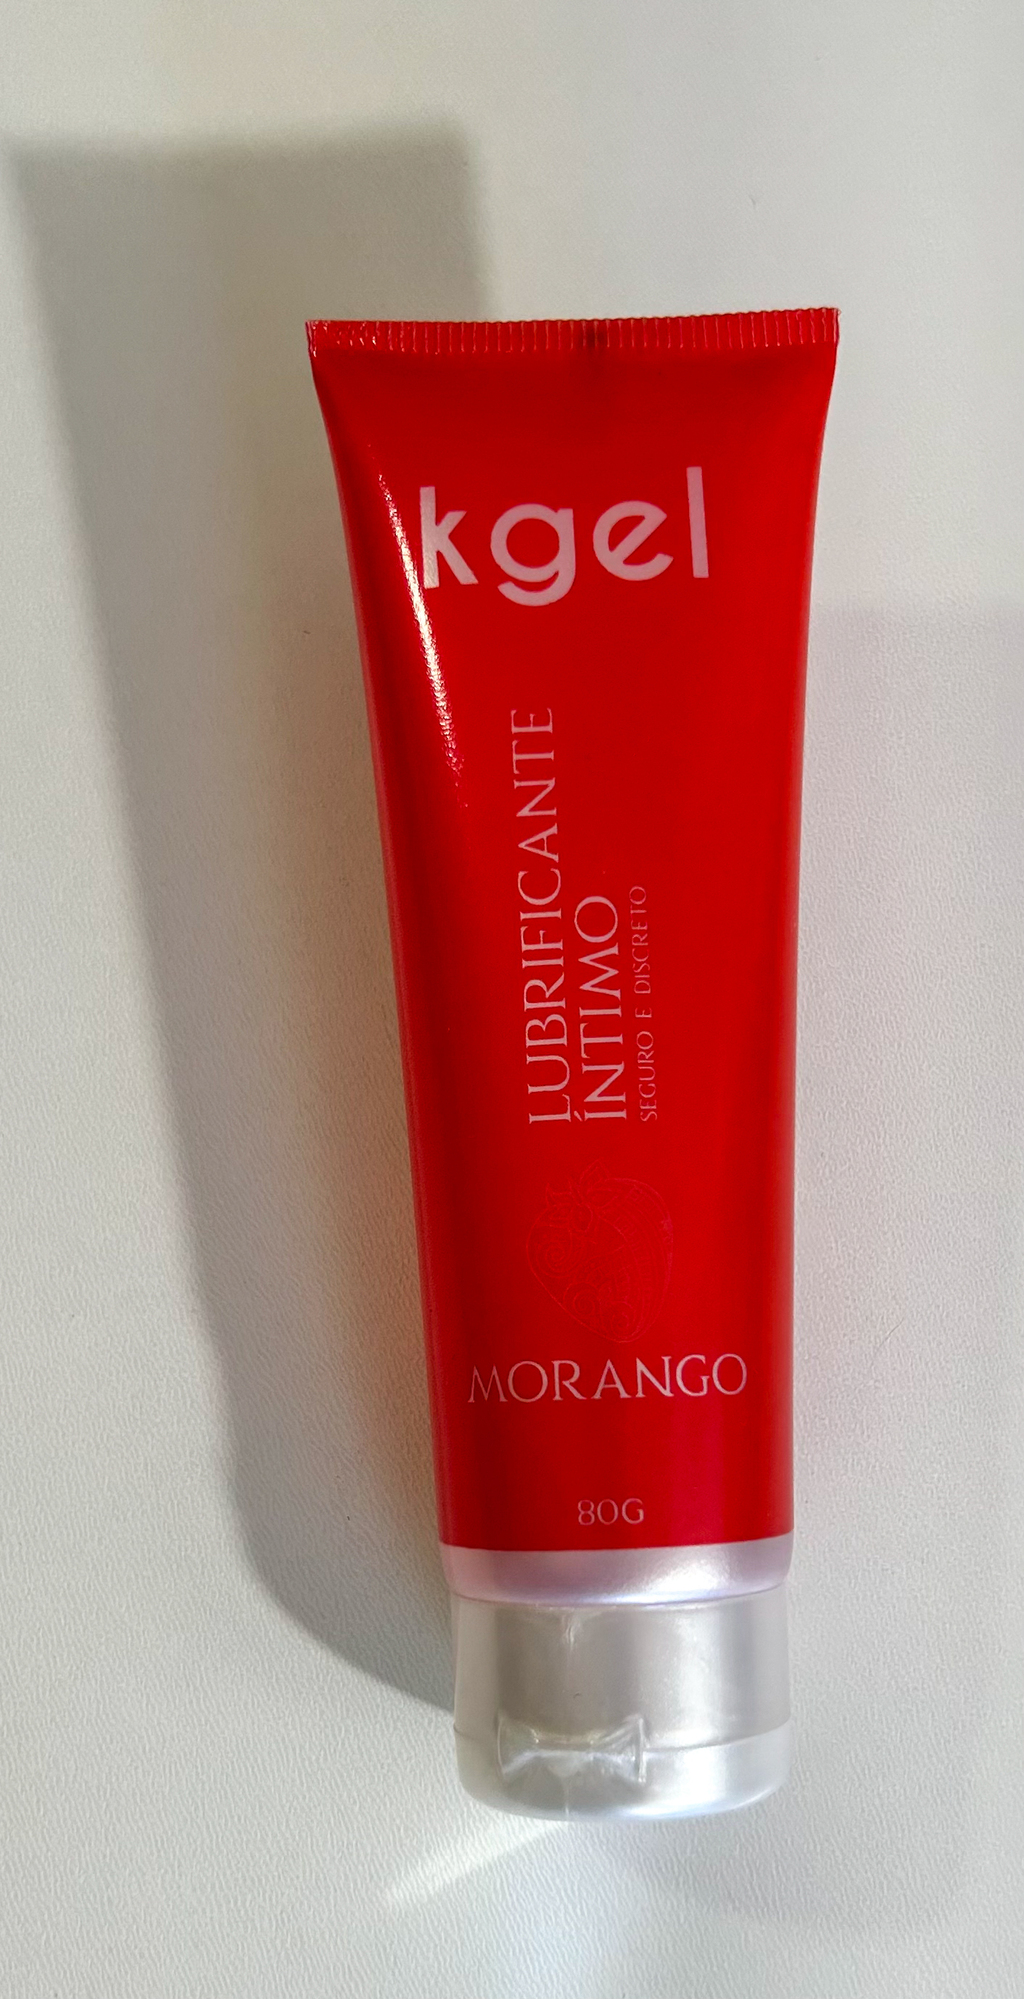 kgel
LUBRIFICANTE
ÍNTIMO
SEGURO E DISCRETO
MORANGO
80G